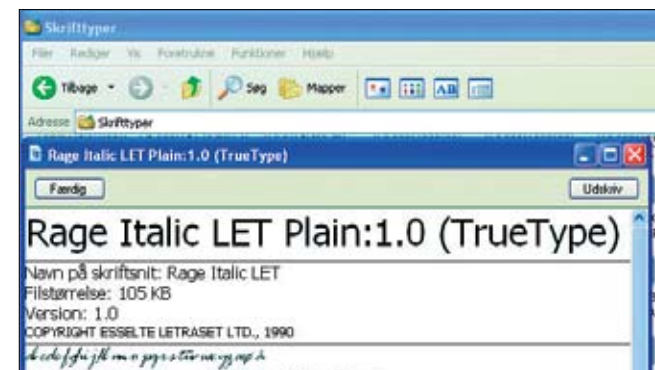 Skrifttyper
Filer Rediger Vis Foretrukne Funktioner Hjælp
Tilbage Søg Mapper
Adresse Skrifttyper
Rage Italic LET Plain:1.0 (TrueType)
Færdig Udskriv
Rage Italic LET Plain:1.0 (TrueType)
Navn på skriftsnit: Rage Italic LET
Filstørrelse: 105 KB
Version: 1.0
COPYRIGHT ESSELTE LETRASET LTD., 1990